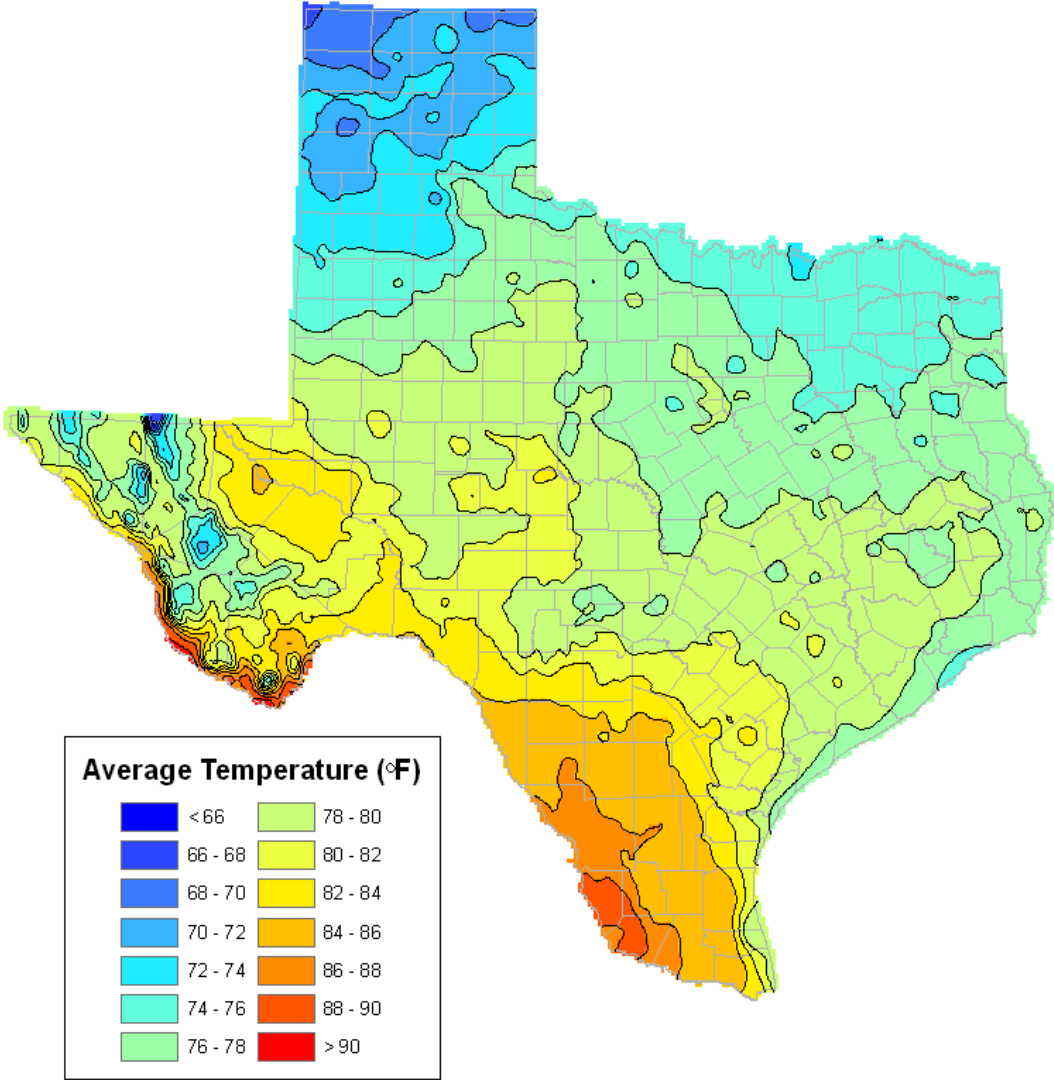 Average Temperature (°F)
< 66 78 - 80
66 - 68 80 - 82
68 - 70 82 - 84
70 - 72 84 - 86
72 - 74 86 - 88
74 - 76 88 - 90
76 - 78 > 90